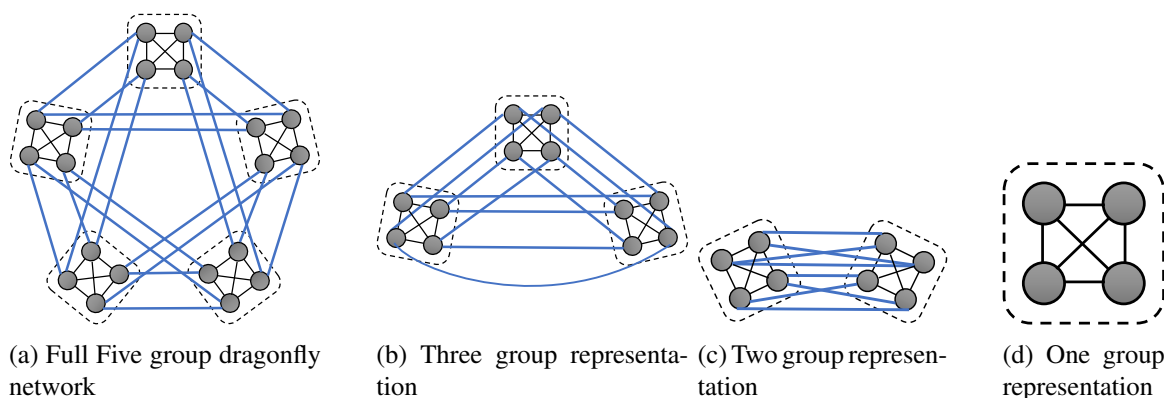 (a) Full Five group dragonfly
network
(b) Three group representa-
tion
(c) Two group represen-
tation
(d) One group
representation